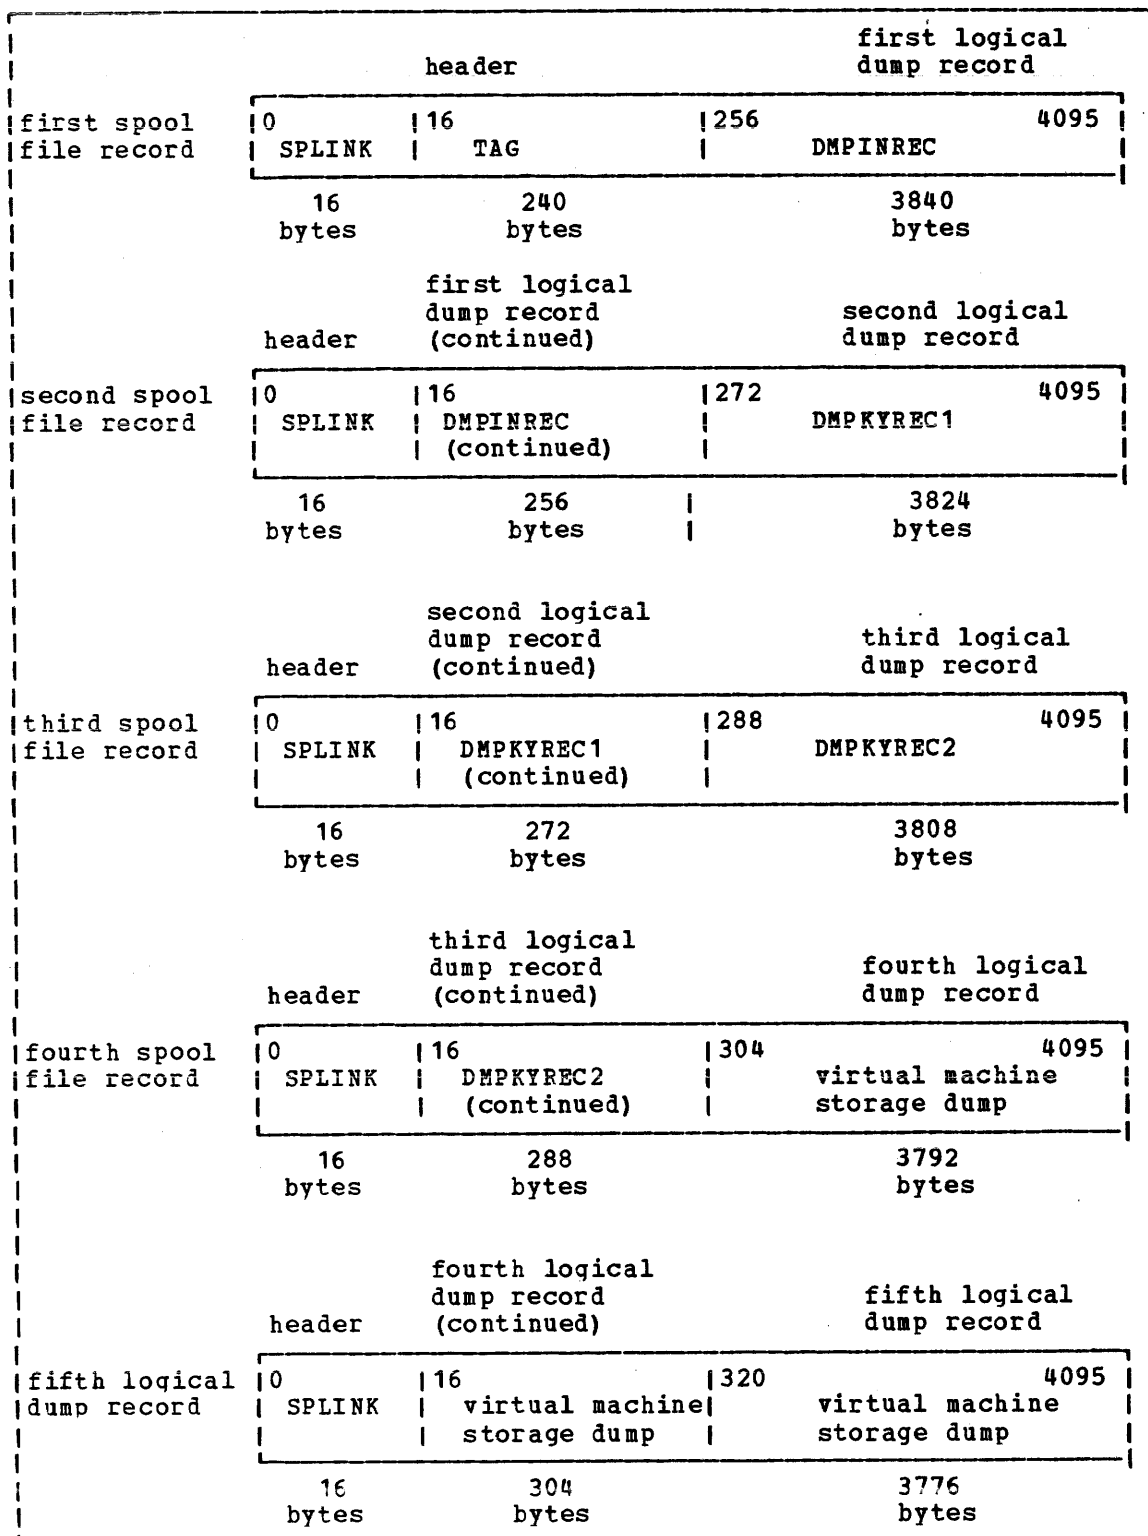 first logical
header dump record
first spool 0 16 256 4095
file record SPLINK TAG DMPINREC
16 240 3840
bytes bytes bytes
first logical
dump record second logical
header (continued) dump record
second spool 0 16 272 4095
file record SPLINK DMPINREC DMPKYREC1
(continued)
16 256 3824
bytes bytes bytes
second logical
dump record third logical
header (continued) dump record
third spool 0 16 288 4095
file record SPLINK DMPKYREC1 DMPKYREC2
(continued)
16 272 3808
bytes bytes bytes
third logical
dump record fourth logical
header (continued) dump record
fourth spool 0 16 304 4095
file record SPLINK DMPKYREC2 virtual machine
(continued) storage dump
16 288 3792
bytes bytes bytes
fourth logical
dump record fifth logical
header (continued) dump record
fifth logical 0 16 320 4095
dump record SPLINK virtual machine virtual machine
storage dump storage dump
16 304 3776
bytes bytes bytes